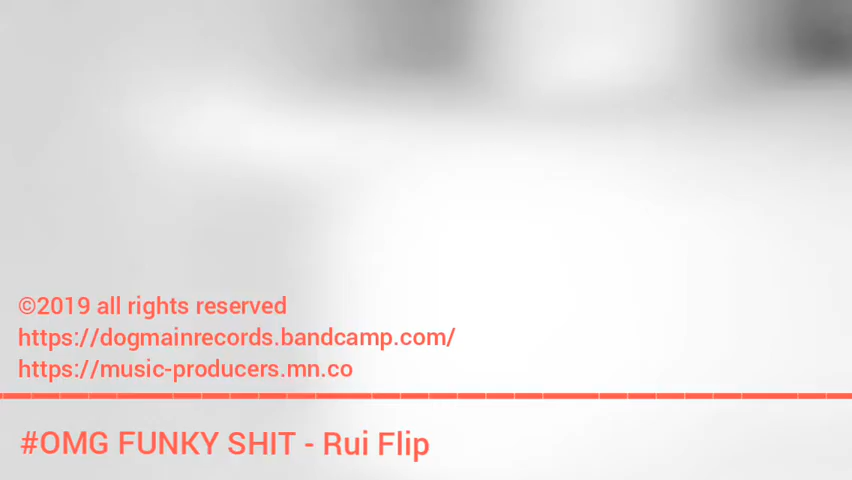 ©2019 all rights reserved
https://dogmainrecords.bandcamp.com/
https://music-producers.mn.co
#OMG FUNKY SHIT - Rui Flip